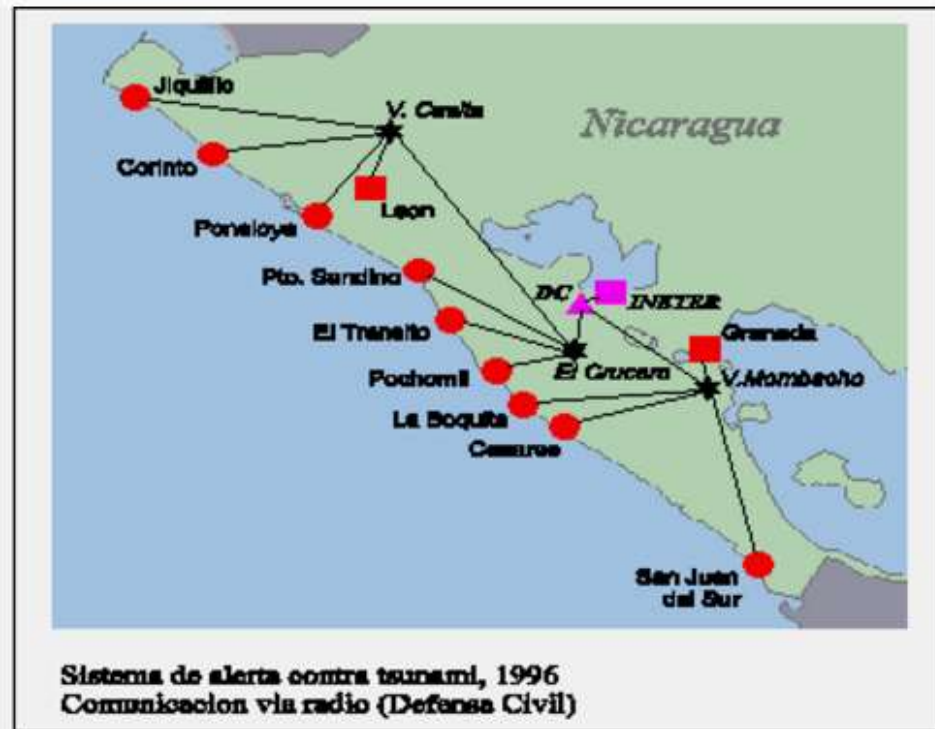 Jiquilillo
V. Casita
Nicaragua
Corinto
Leon
Poneloya
Pto. Sandino
DC
INETER
El Transito
Granada
El Crucero
Pochomil
V.Mombacho
La Boquita
Casares
San Juan
del Sur
Sistema de alerta contra tsunami, 1996
Comunicacion via radio (Defensa Civil)